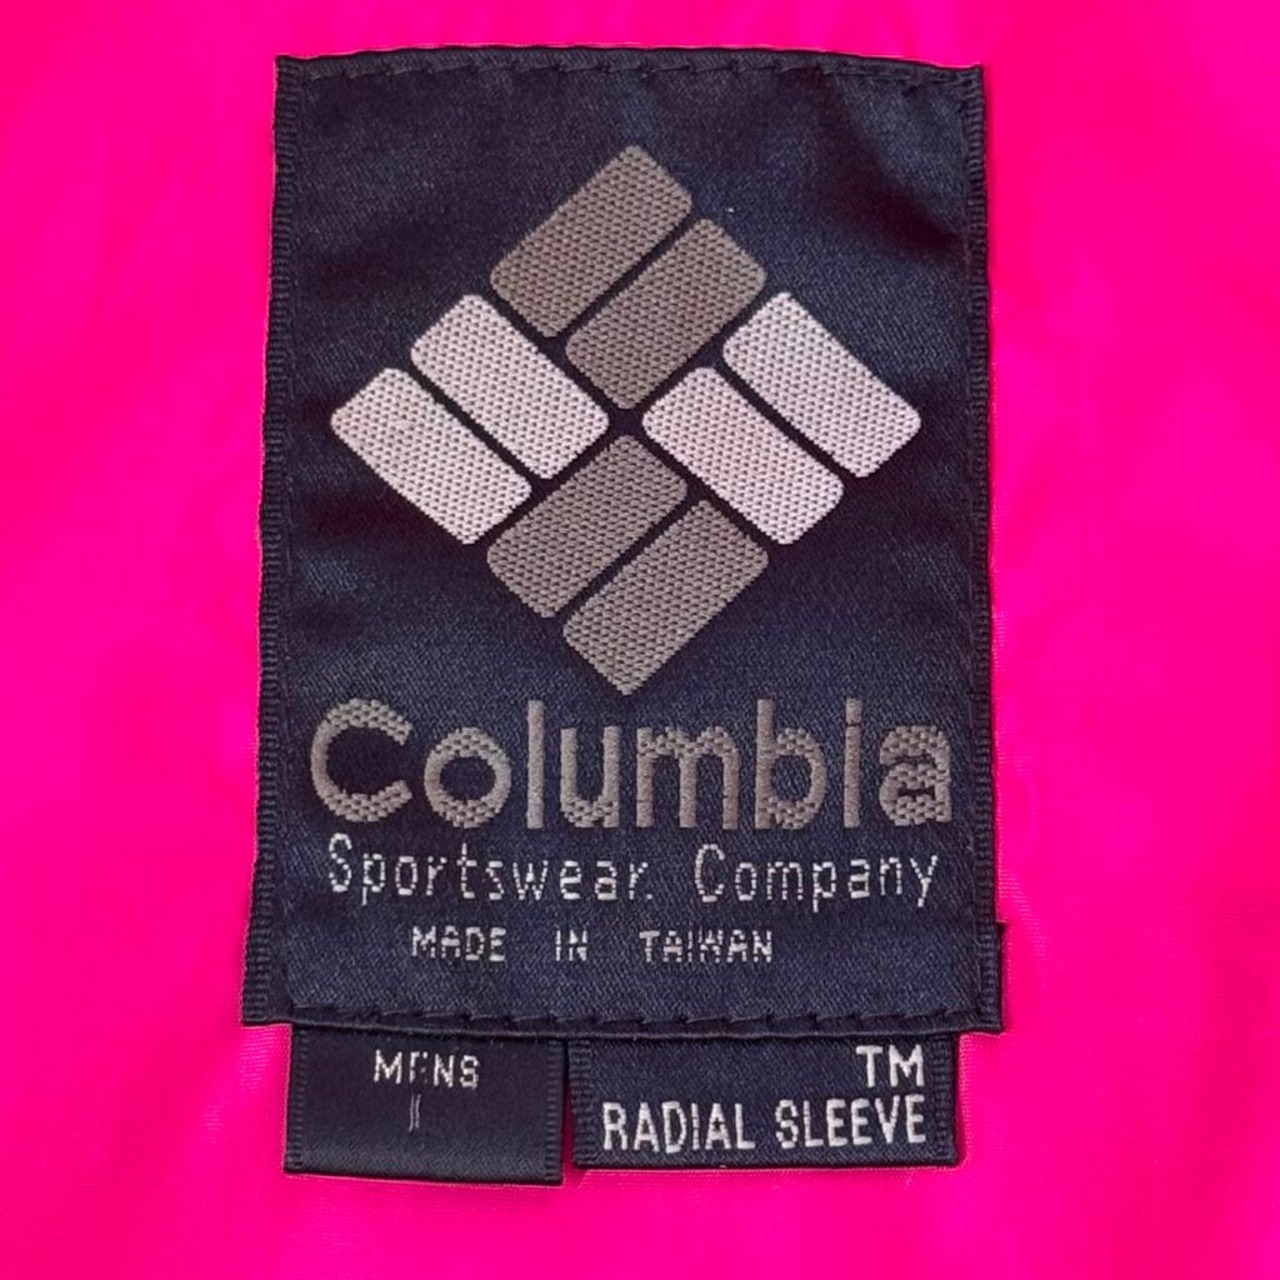 Columbia
Sportswear Company
MADE IN TAIWAN
MENS
TM
RADIAL SLEEVE